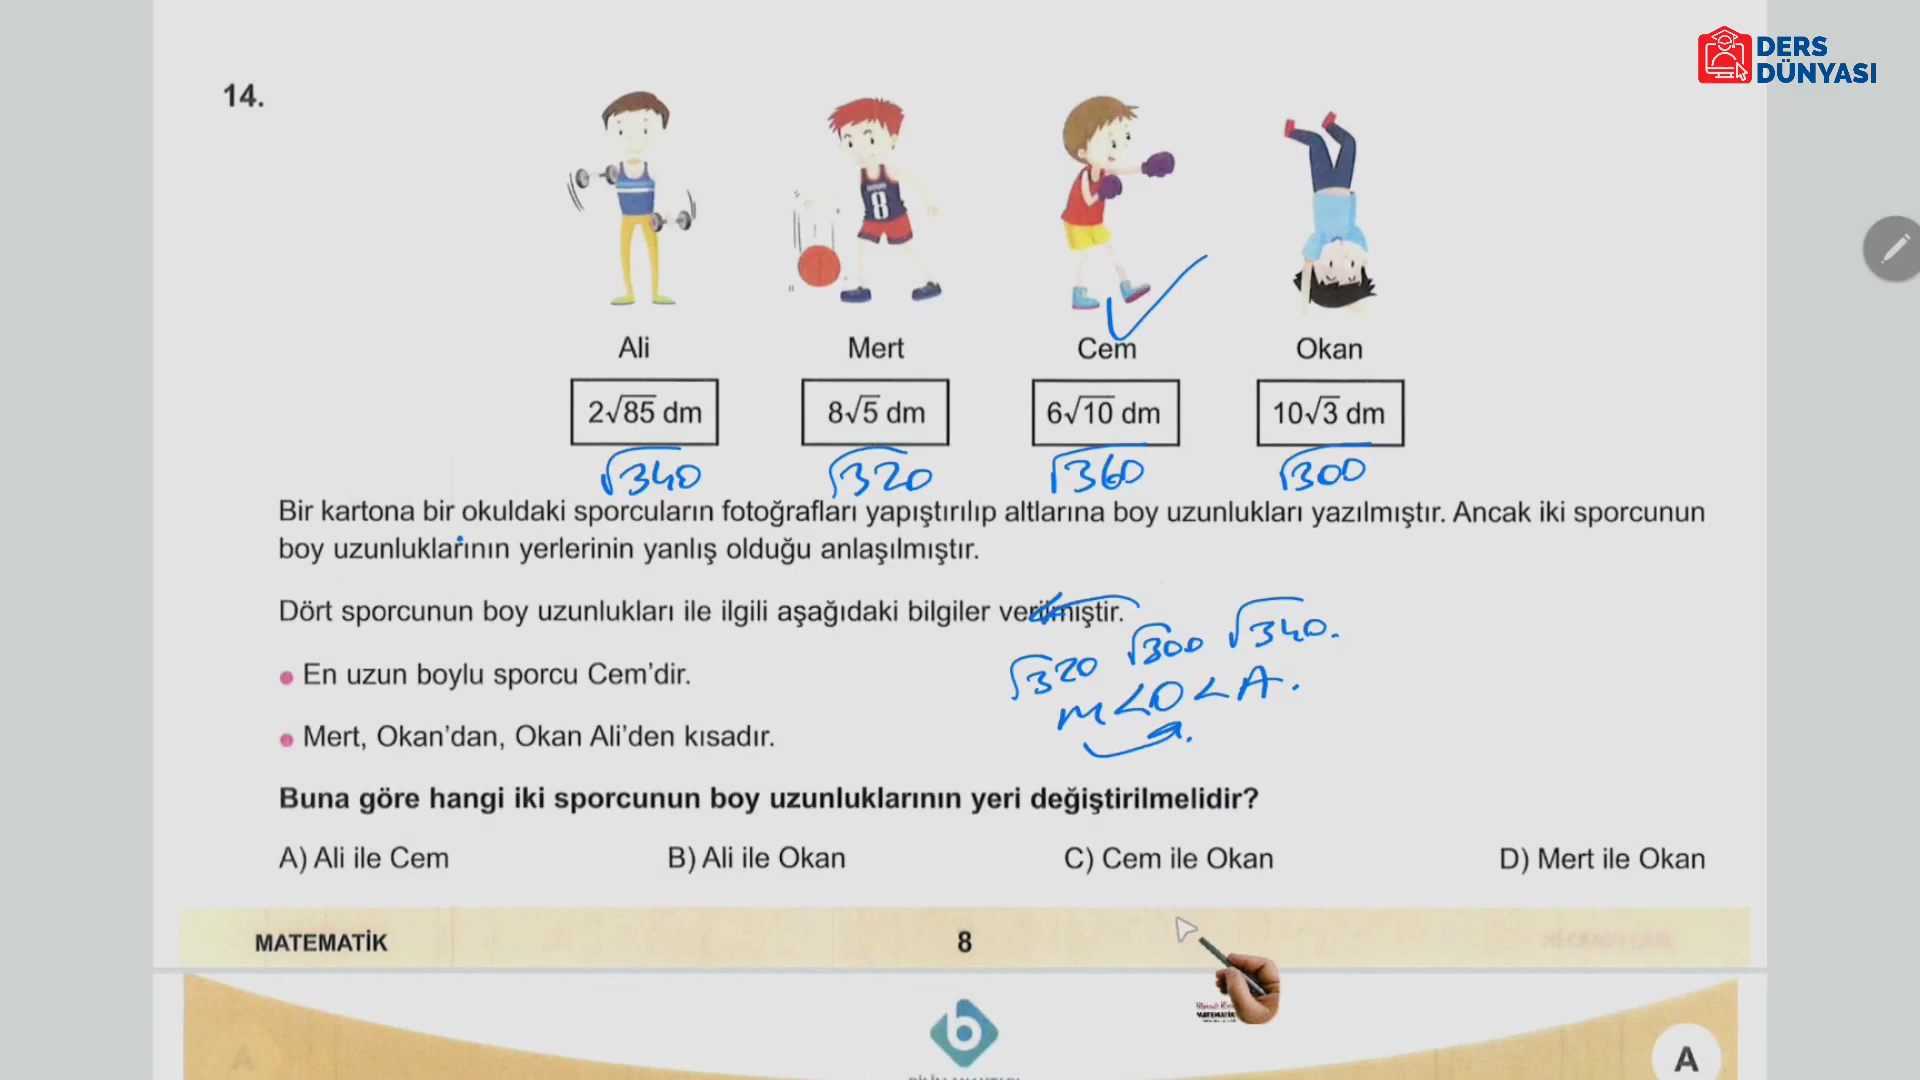 DERS
DÜNYASI
14.
8
Ali Mert Cem Okan
2√85 dm 8√5 dm 6√10 dm 10√3 dm
√340 √320 √360 √300
Bir kartona bir okuldaki sporcuların fotoğrafları yapıştırılıp altlarına boy uzunlukları yazılmıştır. Ancak iki sporcunun
boy uzunluklarının yerlerinin yanlış olduğu anlaşılmıştır.
Dört sporcunun boy uzunlukları ile ilgili aşağıdaki bilgiler verilmiştir.
√320 √300 √340.
• En uzun boylu sporcu Cem'dir.
m<O<A.
• Mert, Okan'dan, Okan Ali'den kısadır.
Buna göre hangi iki sporcunun boy uzunluklarının yeri değiştirilmelidir?
A) Ali ile Cem B) Ali ile Okan C) Cem ile Okan D) Mert ile Okan
MATEMATİK 8
MATEMATİK
b
A